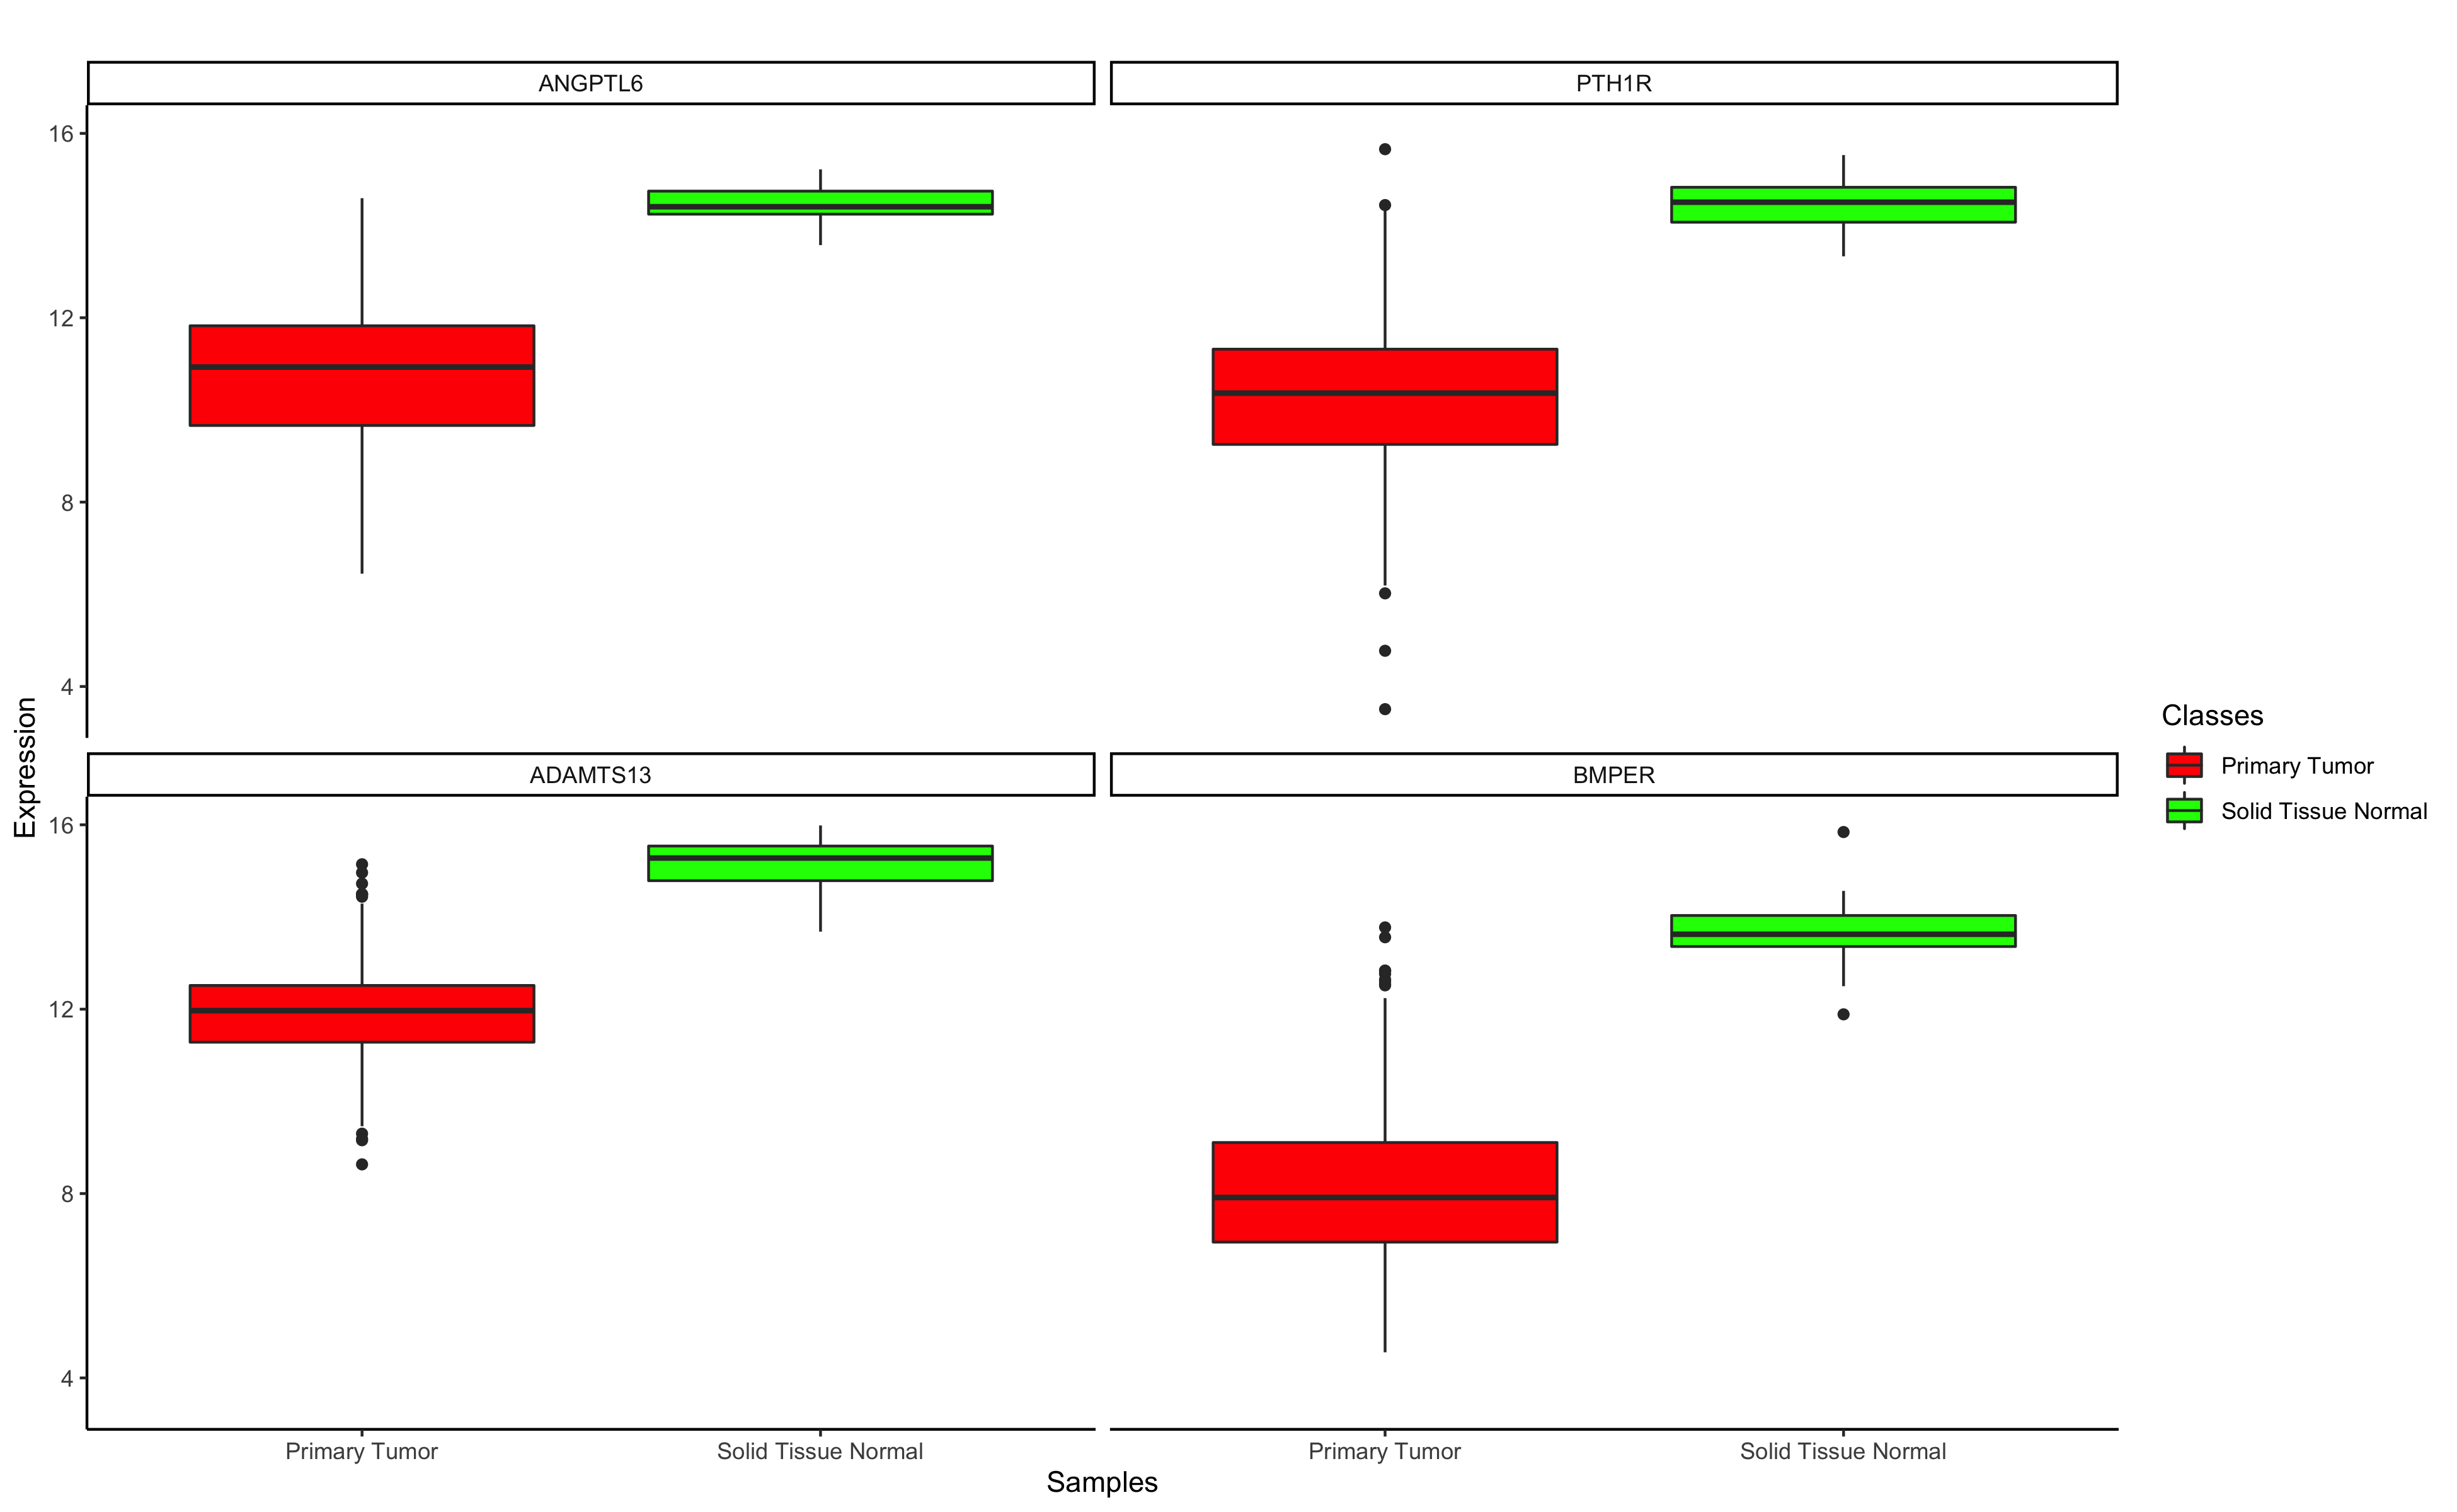 ANGPTL6
PTH1R
16
12
8
4
ADAMTS13
BMPER
16
12
8
4
Expression
Primary Tumor
Solid Tissue Normal
Primary Tumor
Solid Tissue Normal
Samples
Classes
Primary Tumor
Solid Tissue Normal